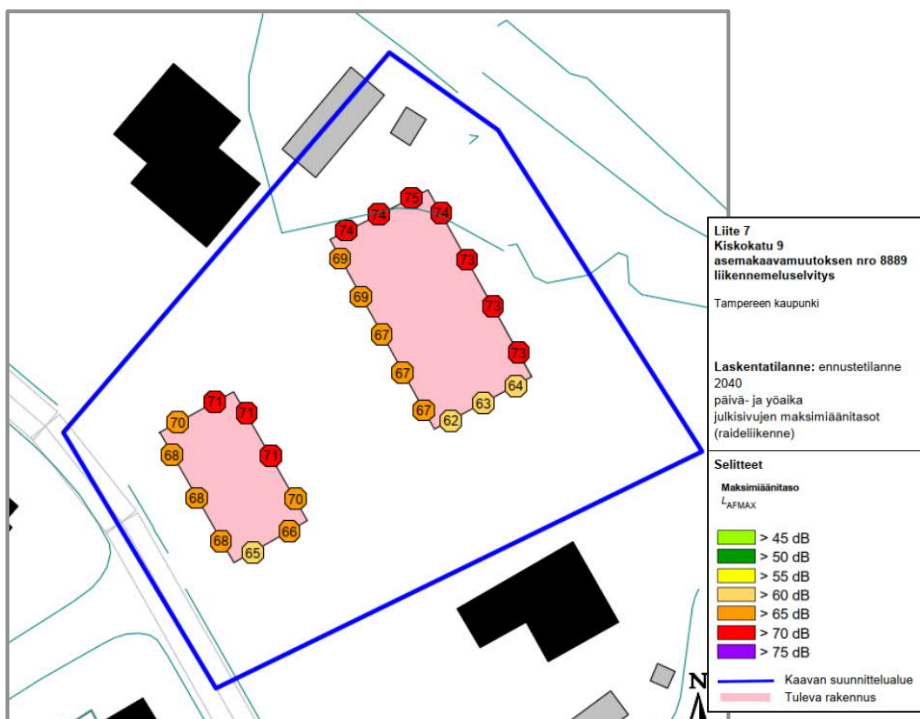 75
74
74
74
69
73
69
73
67
67
73
64
67
63
62
71
71
70
68
71
68
70
66
68
65
N
Liite 7
Kiskokatu 9
asemakaavamuutoksen nro 8889
liikennemeluselvitys
Tampereen kaupunki
Laskentatilanne: ennustetilanne
2040
päivä- ja yöaika
julkisivujen maksimiäänitasot
(raideliikenne)
Selitteet
Maksimiäänitaso
LAFMAX
> 45 dB
> 50 dB
> 55 dB
> 60 dB
> 65 dB
> 70 dB
> 75 dB
Kaavan suunnittelualue
Tuleva rakennus